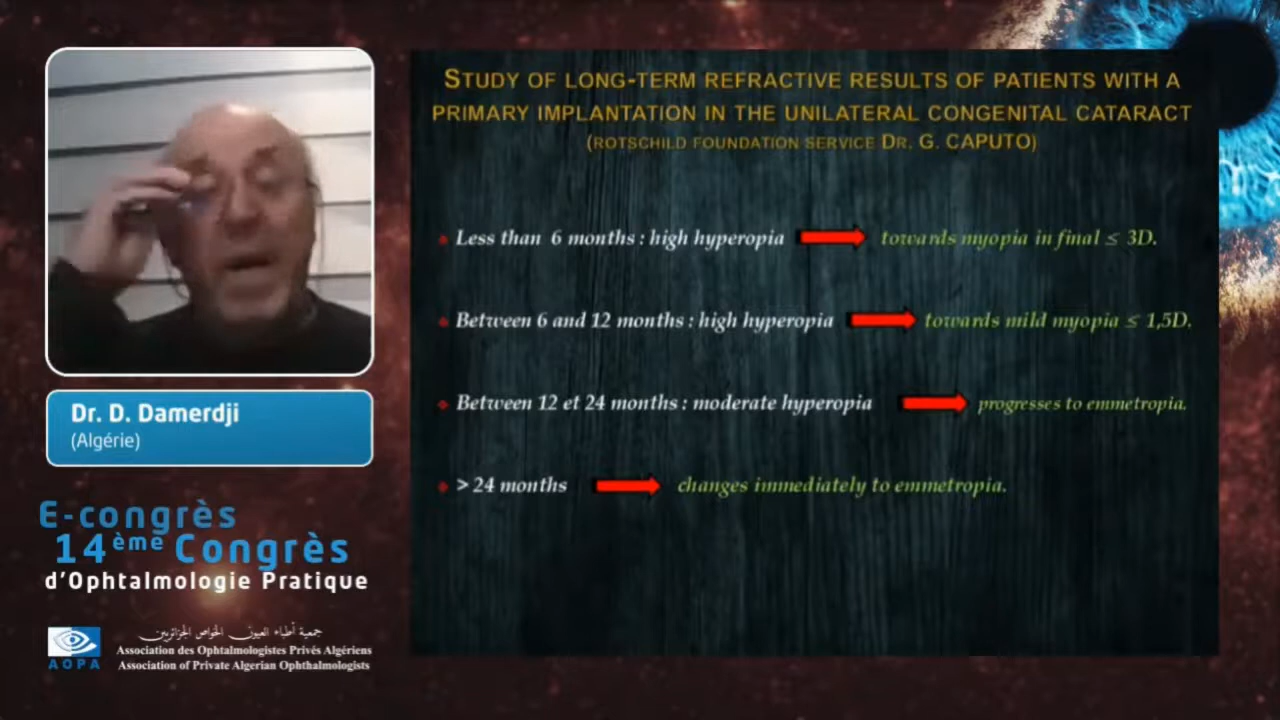 STUDY OF LONG-TERM REFRACTIVE RESULTS OF PATIENTS WITH A
PRIMARY IMPLANTATION IN THE UNILATERAL CONGENITAL CATARACT
(ROTSCHILD FOUNDATION SERVICE DR. G. CAPUTO)
Less than 6 months : high hyperopia towards myopia in final ≤ 3D.
Between 6 and 12 months : high hyperopia towards mild myopia ≤ 1,5D.
Between 12 et 24 months : moderate hyperopia progresses to emmetropia.
> 24 months changes immediately to emmetropia.
Dr. D. Damerdji
(Algérie)
E-congrès
14ème Congrès
d'Ophtalmologie Pratique
جمعية أطباء العيون الخواص الجزائريين
Association des Ophtalmologistes Privés Algériens
Association of Private Algerian Ophthalmologists
AOPA